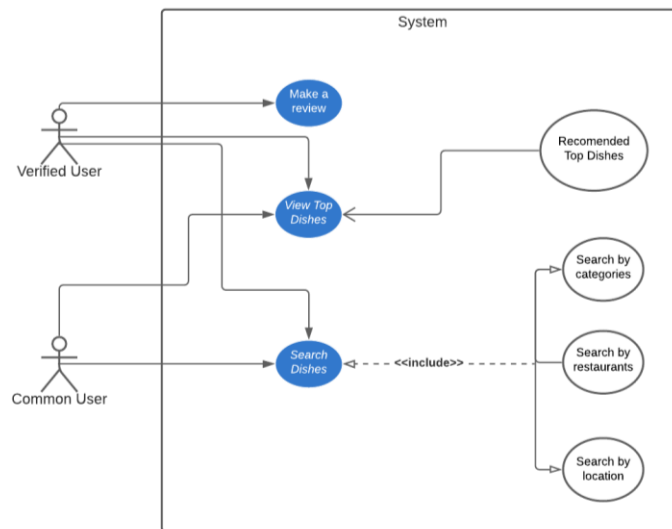 System
Make a
review
Verified User
Recomended
Top Dishes
View Top
Dishes
Search by
categories
Search
Dishes
<<include>>
Search by
restaurants
Common User
Search by
location